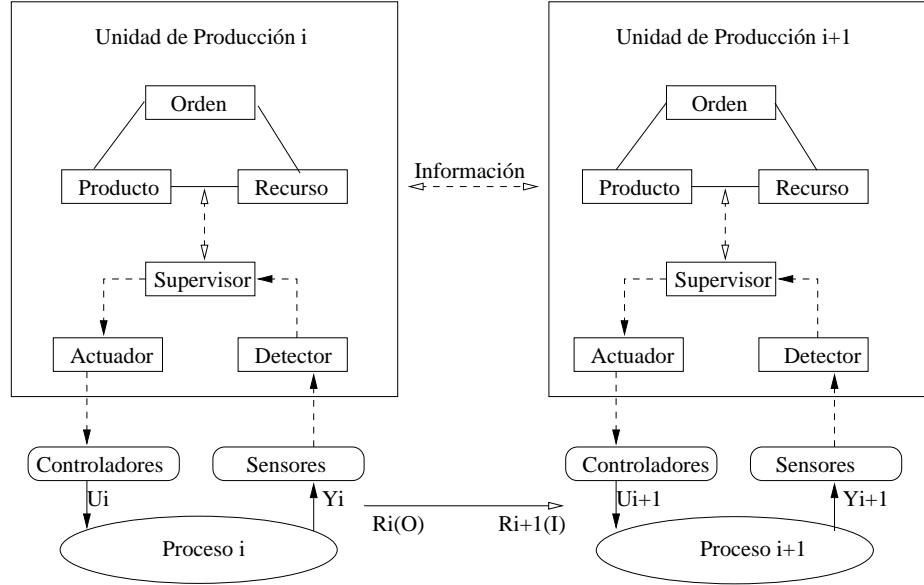 Unidad de Producción i
Unidad de Producción i+1
Orden
Orden
Información
Producto
Recurso
Producto
Recurso
Supervisor
Supervisor
Actuador
Detector
Actuador
Detector
Controladores
Sensores
Controladores
Sensores
Ui
Yi
Ui+1
Yi+1
Ri(O)
Ri+1(I)
Proceso i
Proceso i+1